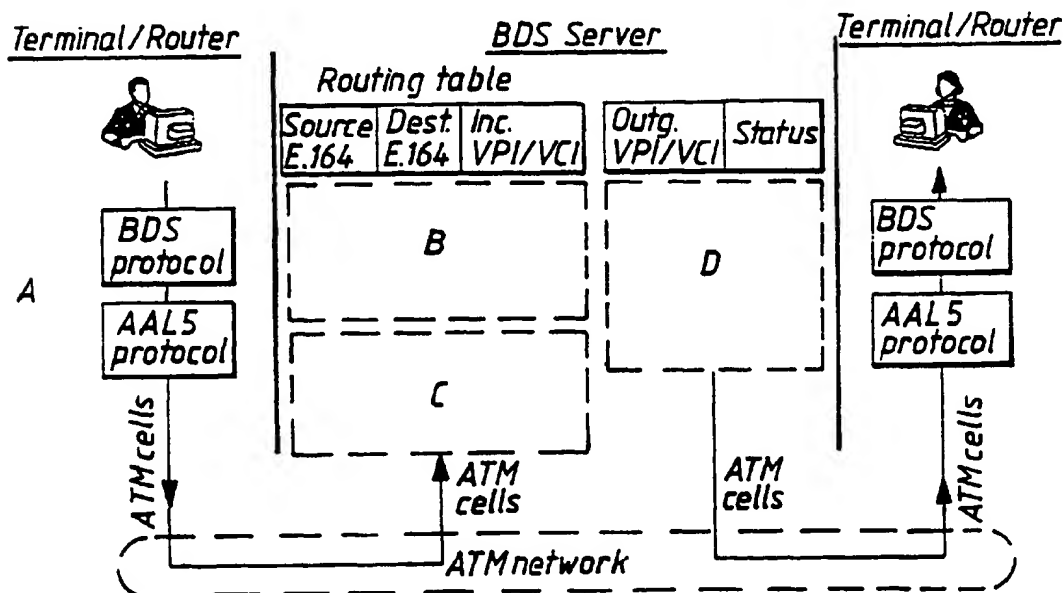 Terminal/Router
BDS Server
Terminal/Router
Routing table
Source E.164
Dest. E.164
Inc. VPI/VCI
Outg. VPI/VCI
Status
A
BDS protocol
AAL5 protocol
ATM cells
B
C
ATM cells
D
ATM cells
BDS protocol
AAL5 protocol
ATM cells
ATM network